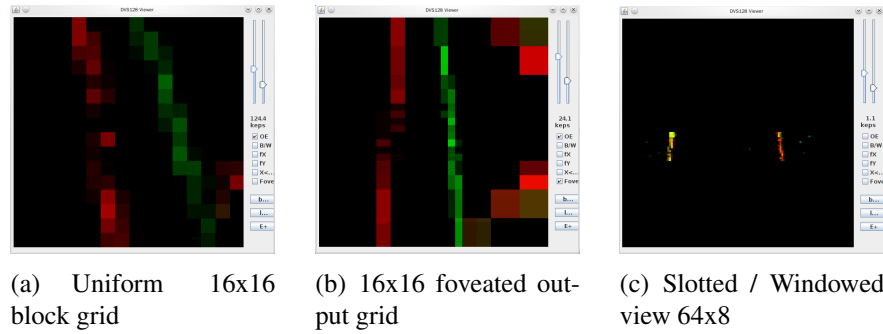 DVS128 Viewer
124.4
keps
OE
B/W
fX
fY
X<..
Fove
b...
l...
E+
DVS128 Viewer
24.1
keps
OE
B/W
fX
fY
X<..
Fove
b...
l...
E+
DVS128 Viewer
1.1
keps
OE
B/W
fX
fY
X<..
Fove
b...
l...
E+
(a) Uniform 16x16
block grid
(b) 16x16 foveated out-
put grid
(c) Slotted / Windowed
view 64x8